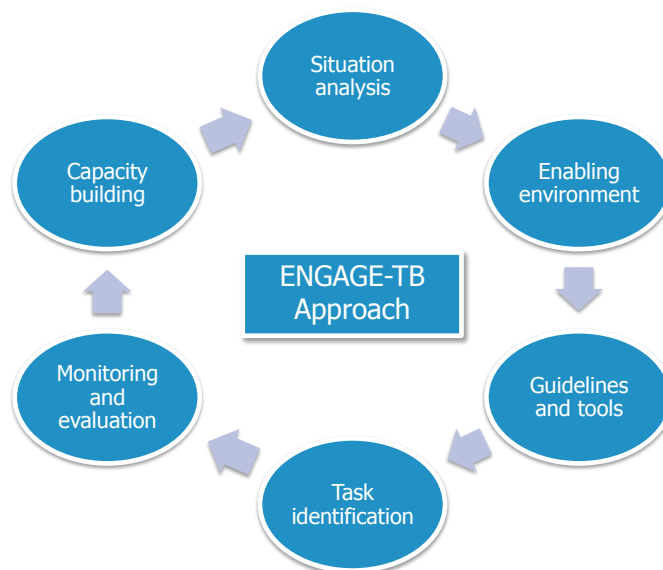 Situation
analysis
Enabling
environment
Guidelines
and tools
Task
identification
Monitoring
and
evaluation
Capacity
building
ENGAGE-TB
Approach